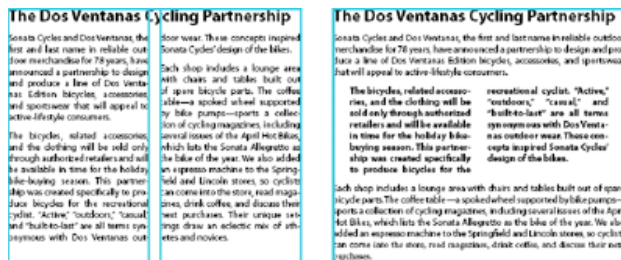 The Dos Ventanas Cycling Partnership
Sonata Cycles and Dos Ventanas, the
first and last name in reliable out-
door merchandise for 78 years, have
announced a partnership to design
and produce a line of Dos Venta-
nas Edition bicycles, accessories,
and sportswear that will appeal to
active-lifestyle consumers.
The bicycles, related accessories,
and the clothing will be sold only
through authorized retailers and will
be available in time for the holiday
bike-buying season. This partner-
ship was created specifically to pro-
duce bicycles for the recreational
cyclist. "Active," "outdoors," "casual,"
and "built-to-last" are all terms syn-
onymous with Dos Ventanas out-
door wear. These concepts inspired
Sonata Cycles' design of the bikes.
Each shop includes a lounge area
with chairs and tables built out
of spare bicycle parts. The coffee
table—a spoked wheel supported
by bike pumps—sports a collec-
tion of cycling magazines, including
several issues of the April Hot Bikes,
which lists the Sonata Allegretto as
the bike of the year. We also added
an espresso machine to the Spring-
field and Lincoln stores, so cyclists
can come into the store, read maga-
zines, drink coffee, and discuss their
next purchases. Their unique set-
tings draw an eclectic mix of ath-
letes and novices.
The Dos Ventanas Cycling Partnership
Sonata Cycles and Dos Ventanas, the first and last name in reliable outdoo
merchandise for 78 years, have announced a partnership to design and pro
duce a line of Dos Ventanas Edition bicycles, accessories, and sportswea
that will appeal to active-lifestyle consumers.
The bicycles, related accesso-
ries, and the clothing will be
sold only through authorized
retailers and will be available
in time for the holiday bike-
buying season. This partner-
ship was created specifically
to produce bicycles for the
recreational cyclist. "Active,"
"outdoors," "casual," and
"built-to-last" are all terms
synonymous with Dos Venta-
nas outdoor wear. These con-
cepts inspired Sonata Cycles'
design of the bikes.
Each shop includes a lounge area with chairs and tables built out of spar
bicycle parts. The coffee table—a spoked wheel supported by bike pumps—
sports a collection of cycling magazines, including several issues of the Apr
Hot Bikes, which lists the Sonata Allegretto as the bike of the year. We als
added an espresso machine to the Springfield and Lincoln stores, so cyclist
can come into the store, read magazines, drink coffee, and discuss their nex
purchases.